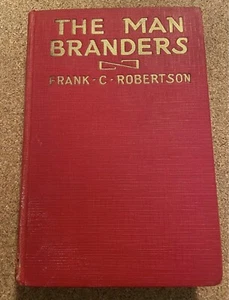 THE MAN
BRANDERS
FRANK · C · ROBERTSON